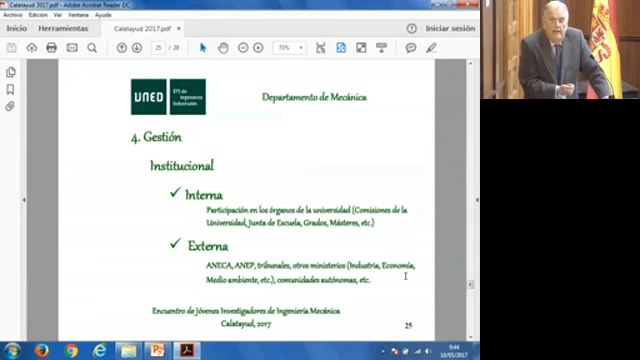 Calatayud 2017.pdf - Adobe Acrobat Reader DC
Archivo Edición Ver Ventana Ayuda
Inicio Herramientas Calatayud 2017.pdf × Iniciar sesión
25 / 29 73%
UNED
ETS de
Ingenieros
Industriales
Departamento de Mecánica
4. Gestión
Institucional
✓ Interna
Participación en los órganos de la universidad (Comisiones de la
Universidad, Junta de Escuela, Grados, Másteres, etc.)
✓ Externa
ANECA, ANEP, tribunales, otros ministerios (Industria, Economía,
Medio ambiente, etc.), comunidades autónomas, etc.
Encuentro de Jóvenes Investigadores de Ingeniería Mecánica
Calatayud, 2017
25
9:44
10/05/2017